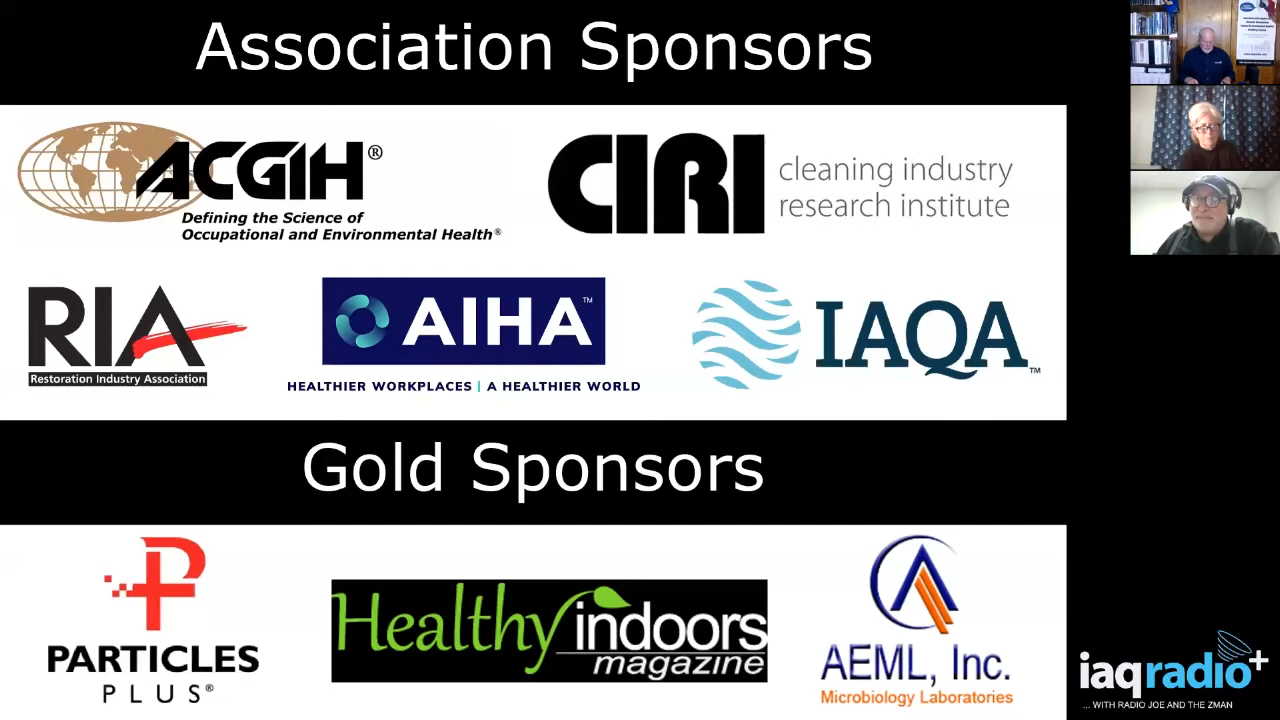 Association Sponsors
ACGIH®
Defining the Science of
Occupational and Environmental Health®
CIRI
cleaning industry
research institute
RIA
Restoration Industry Association
AIHA™
HEALTHIER WORKPLACES | A HEALTHIER WORLD
IAQA™
Gold Sponsors
PARTICLES
PLUS®
Healthy indoors
magazine
AEML, Inc.
Microbiology Laboratories
iaqradio+
... WITH RADIO JOE AND THE ZMAN